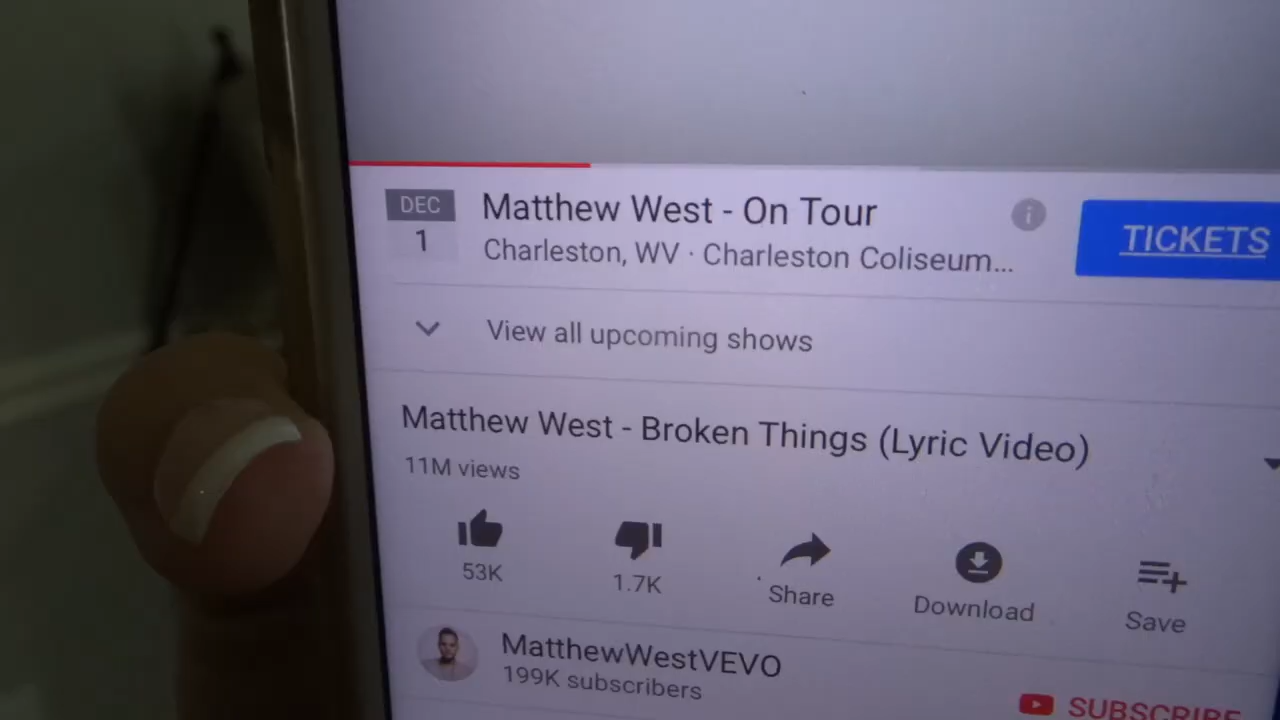 DEC
1
Matthew West - On Tour
Charleston, WV · Charleston Coliseum...
TICKETS
View all upcoming shows
Matthew West - Broken Things (Lyric Video)
11M views
53K
1.7K
Share
Download
Save
MatthewWestVEVO
199K subscribers
SUBSCRIBE